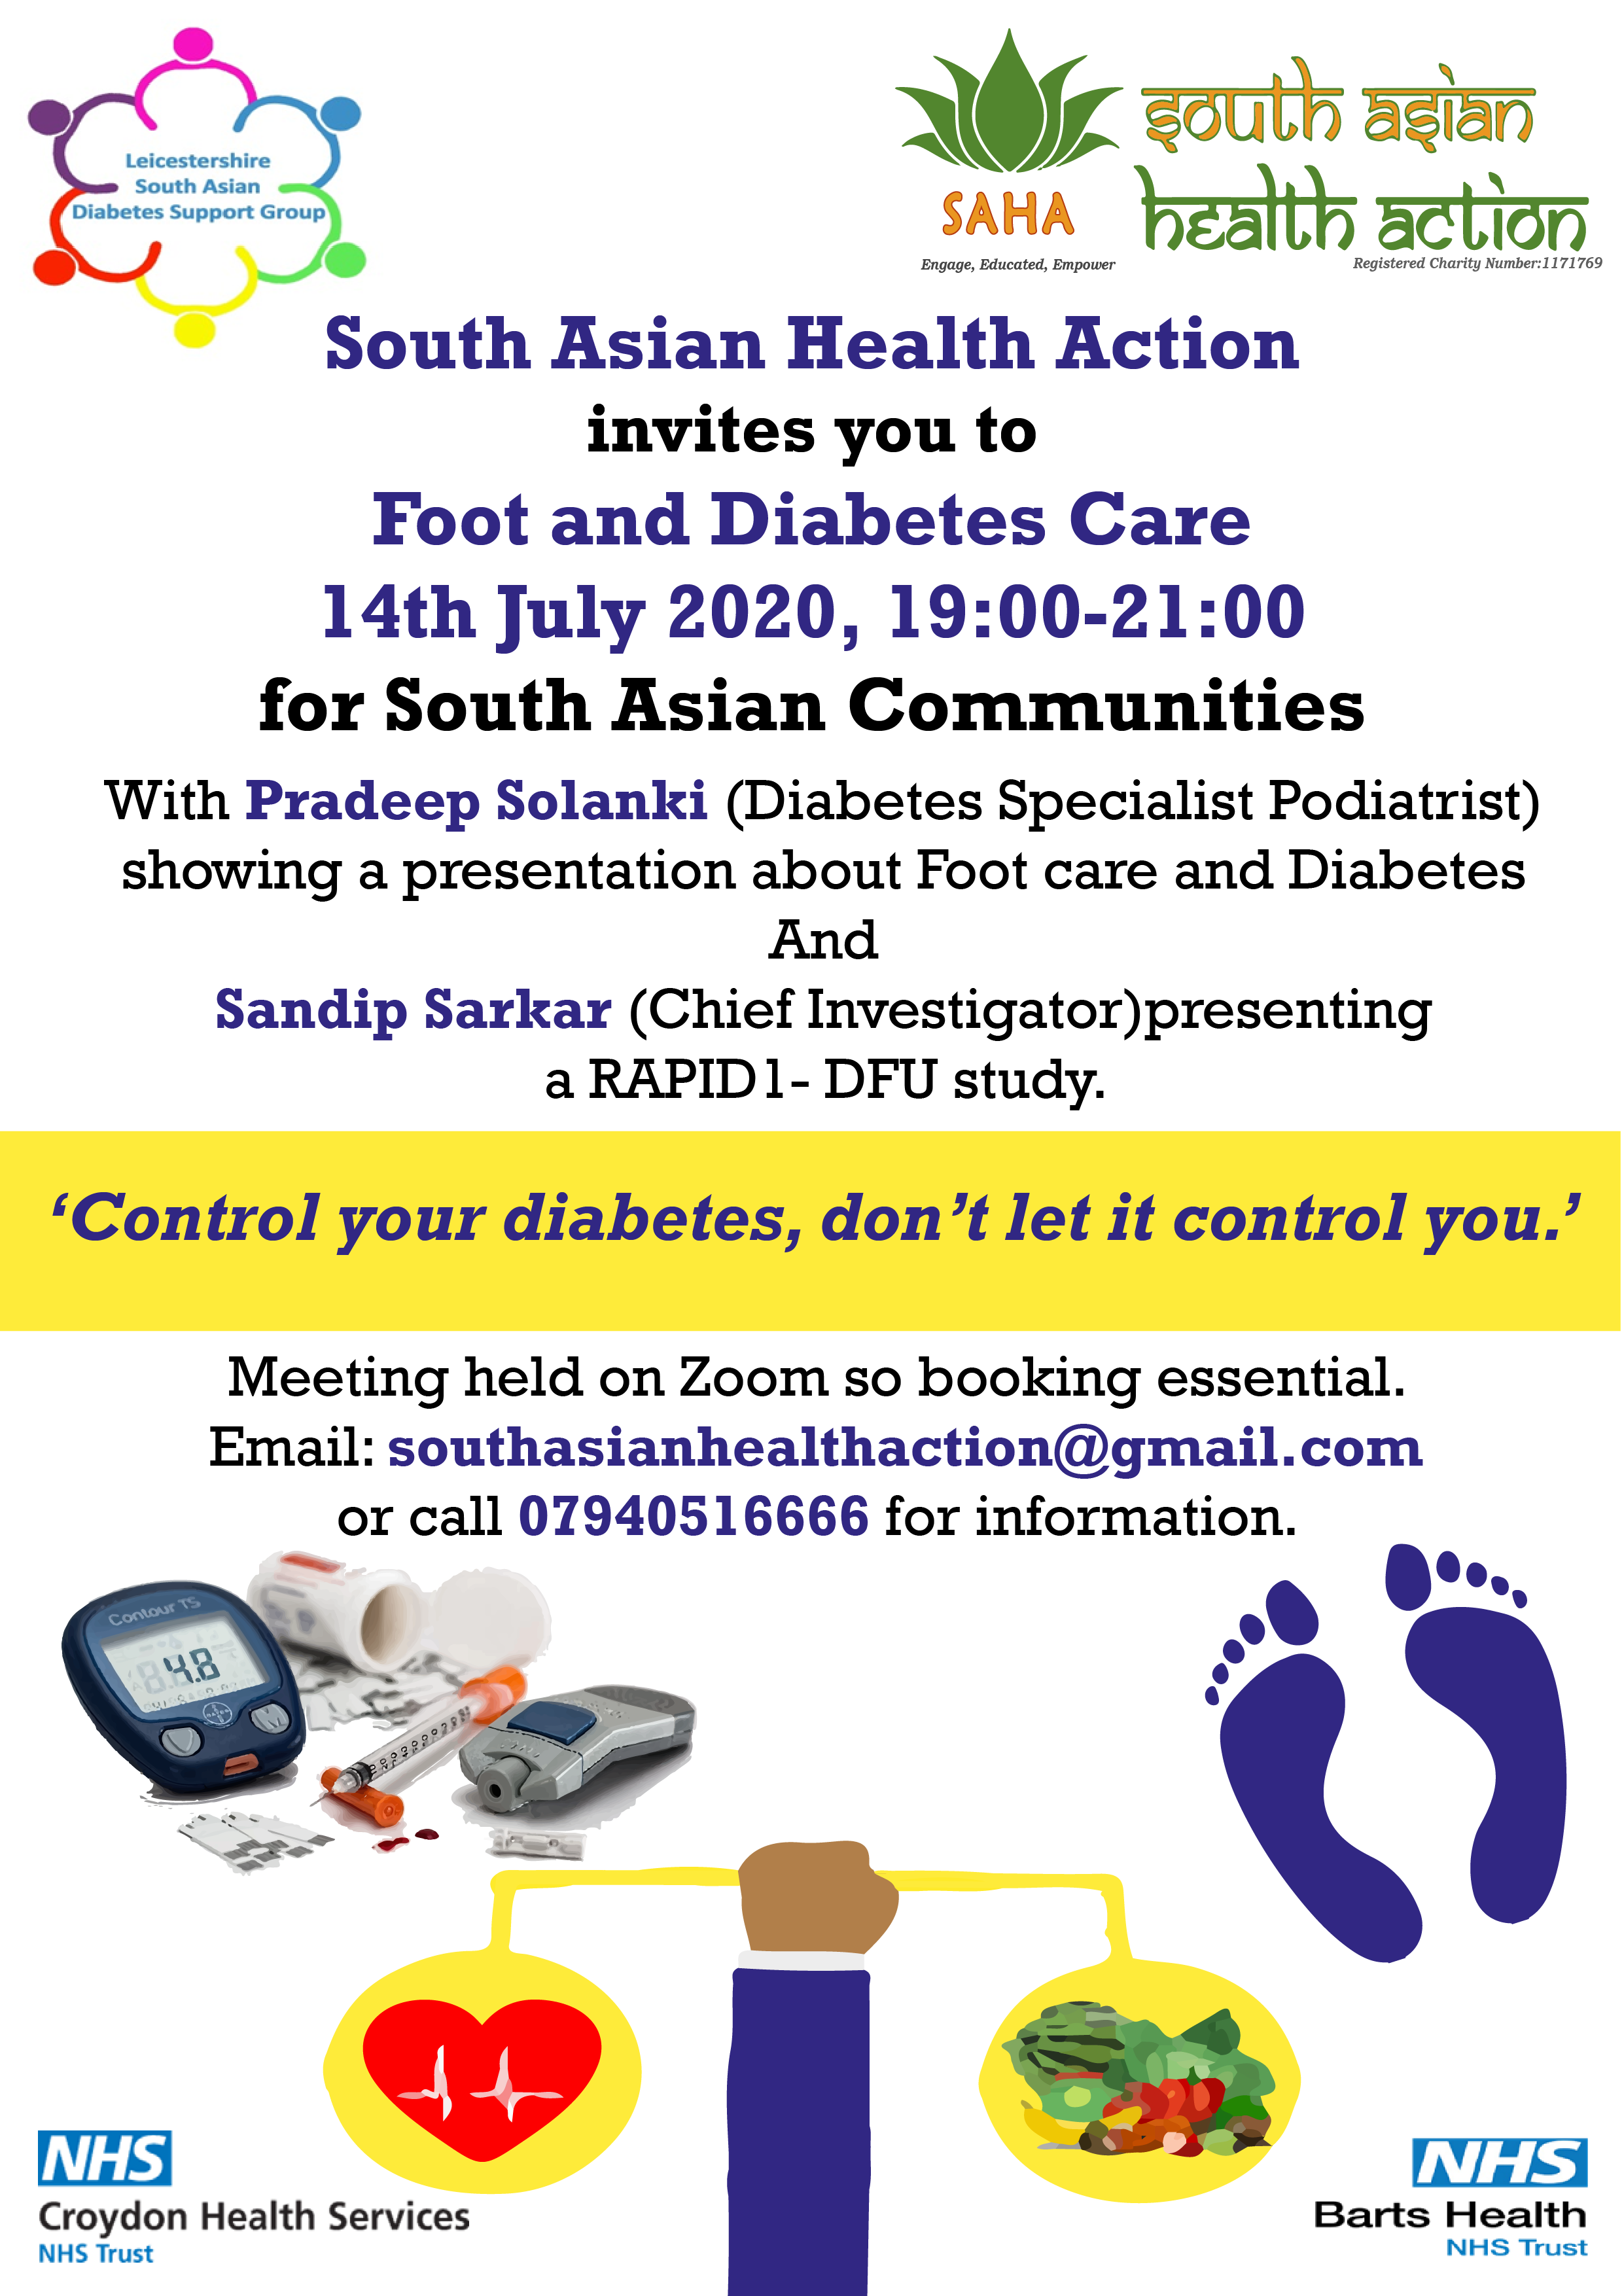 Leicestershire
South Asian
Diabetes Support Group
SAHA
Engage, Educated, Empower
south asian
health action
Registered Charity Number:1171769
South Asian Health Action
invites you to
Foot and Diabetes Care
14th July 2020, 19:00-21:00
for South Asian Communities
With Pradeep Solanki (Diabetes Specialist Podiatrist)
showing a presentation about Foot care and Diabetes
And
Sandip Sarkar (Chief Investigator)presenting
a RAPID1- DFU study.
‘Control your diabetes, don’t let it control you.’
Meeting held on Zoom so booking essential.
Email: southasianhealthaction@gmail.com
or call 07940516666 for information.
Contour TS
4.8
M
NHS
Croydon Health Services
NHS Trust
NHS
Barts Health
NHS Trust